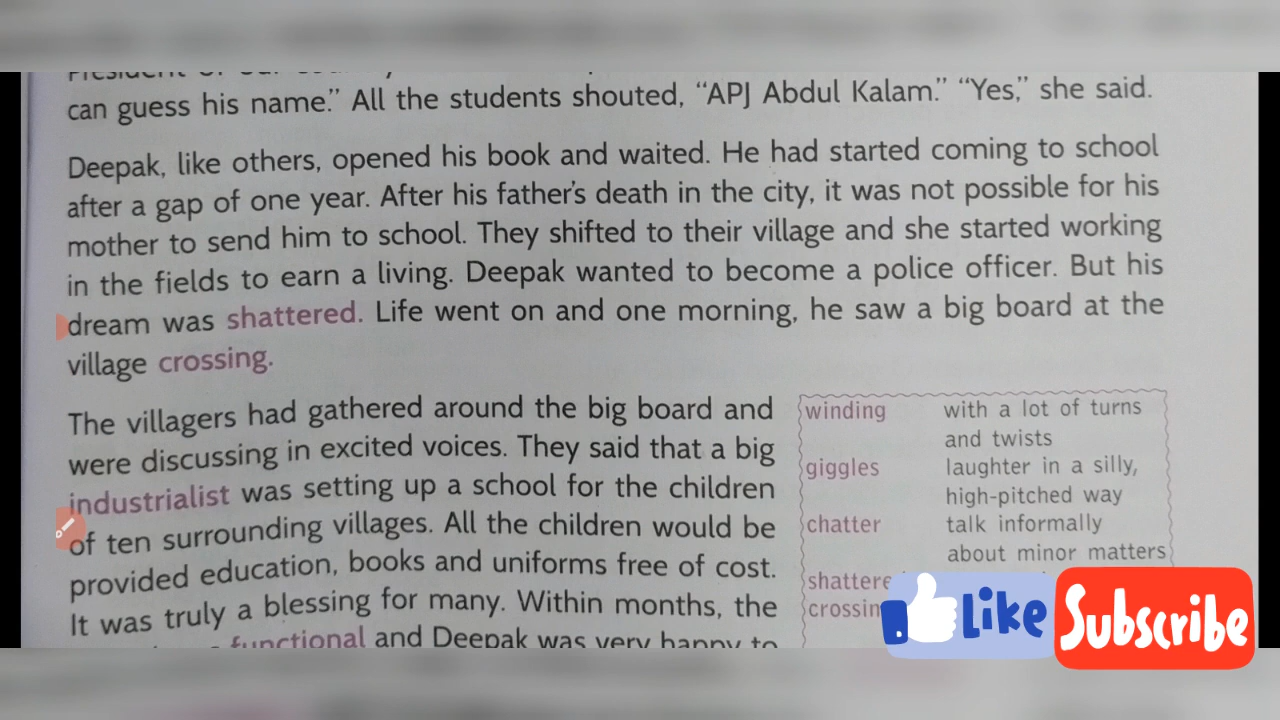 can guess his name." All the students shouted, "APJ Abdul Kalam." "Yes," she said.
Deepak, like others, opened his book and waited. He had started coming to school
after a gap of one year. After his father's death in the city, it was not possible for his
mother to send him to school. They shifted to their village and she started working
in the fields to earn a living. Deepak wanted to become a police officer. But his
dream was shattered. Life went on and one morning, he saw a big board at the
village crossing.
The villagers had gathered around the big board and
were discussing in excited voices. They said that a big
industrialist was setting up a school for the children
of ten surrounding villages. All the children would be
provided education, books and uniforms free of cost.
It was truly a blessing for many. Within months, the
functional and Deepak was very happy to
winding with a lot of turns
and twists
giggles laughter in a silly,
high-pitched way
chatter talk informally
about minor matters
Like
Subscribe